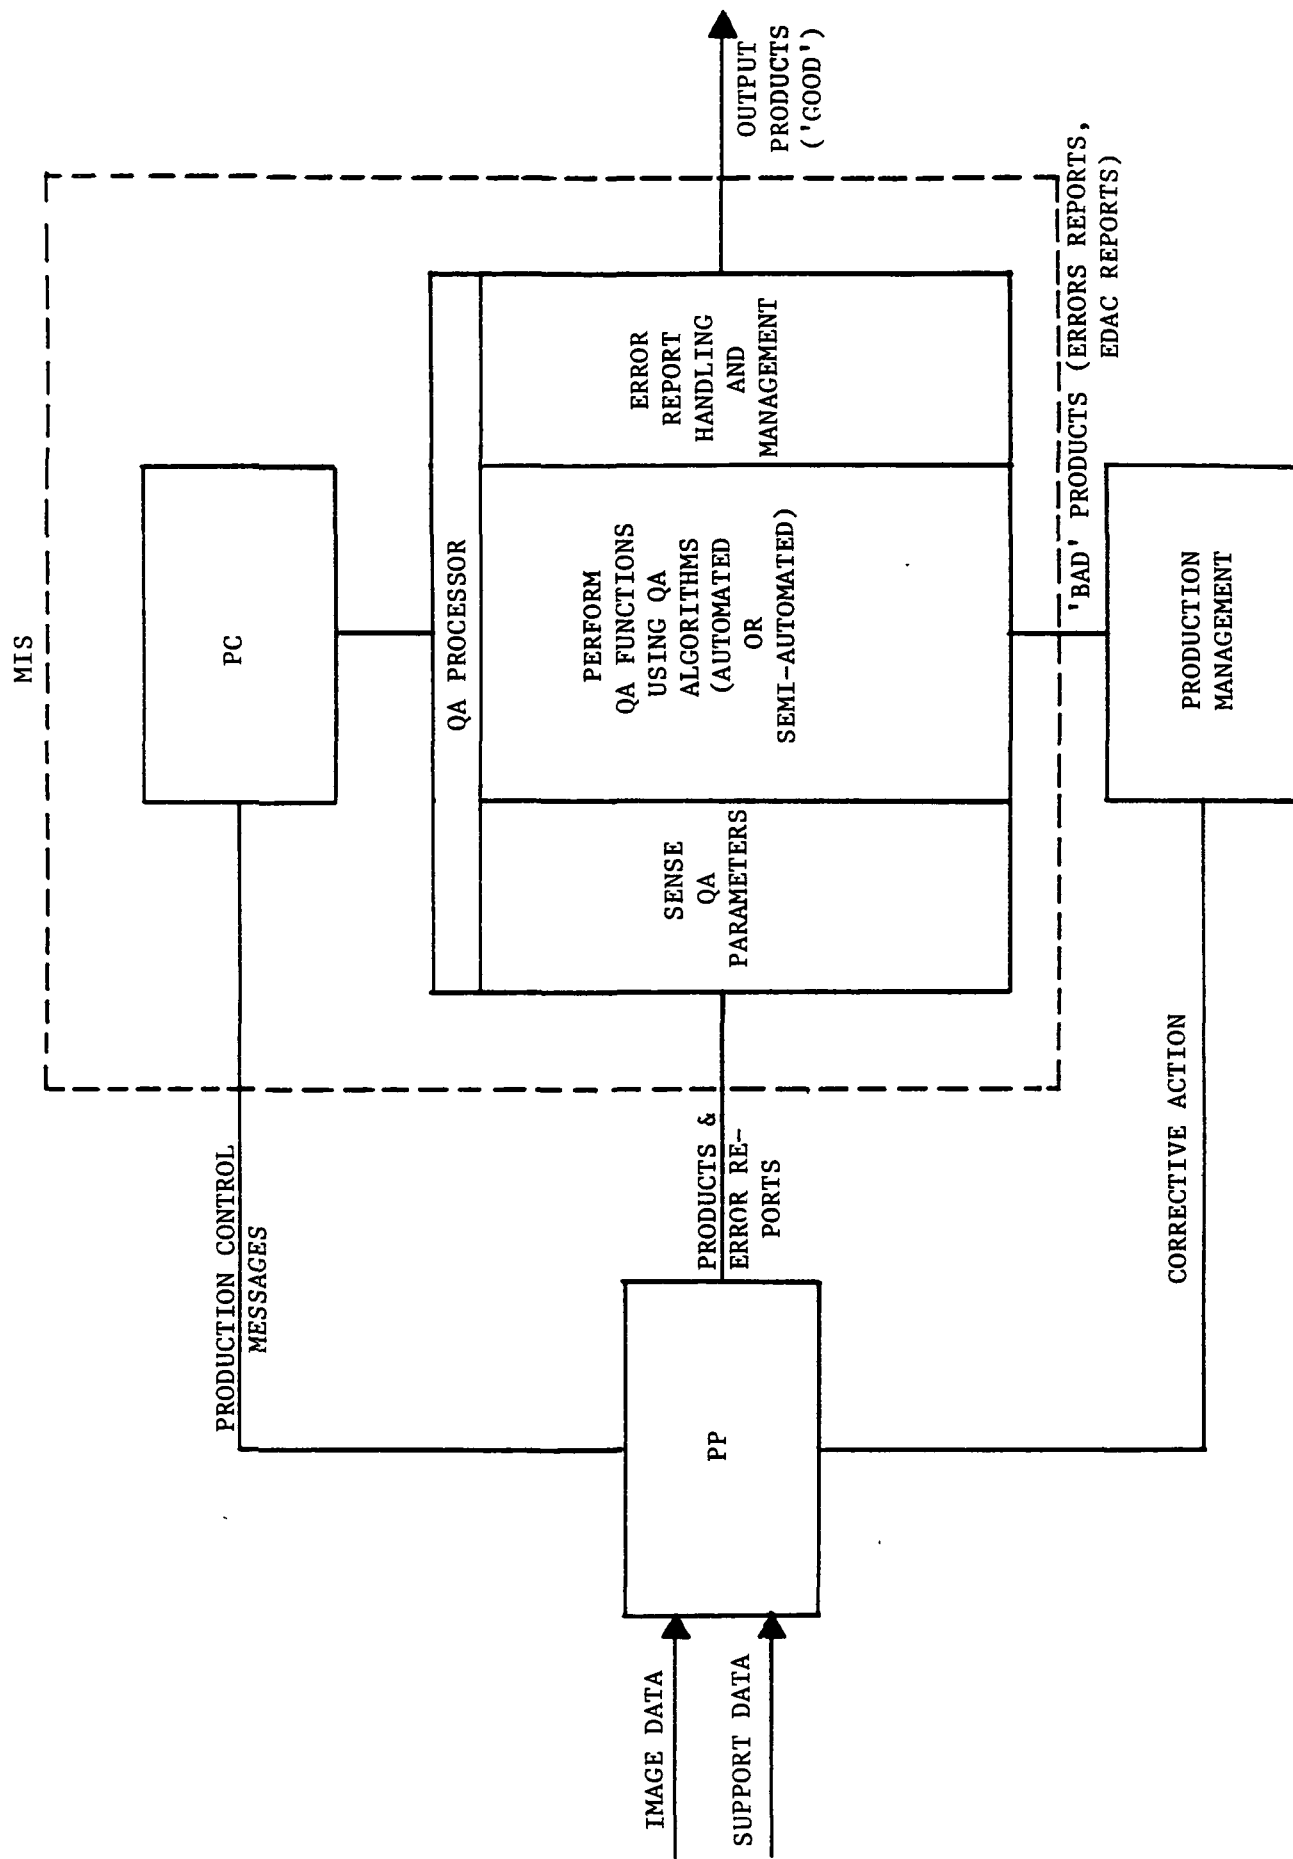 MIS
PC
PRODUCTION CONTROL
MESSAGES
QA PROCESSOR
SENSE
QA
PARAMETERS
PERFORM
QA FUNCTIONS
USING QA
ALGORITHMS
(AUTOMATED
OR
SEMI-AUTOMATED)
ERROR
REPORT
HANDLING
AND
MANAGEMENT
OUTPUT
PRODUCTS
('GOOD')
IMAGE DATA
SUPPORT DATA
PP
PRODUCTS &
ERROR RE-
PORTS
'BAD' PRODUCTS (ERRORS REPORTS,
EDAC REPORTS)
CORRECTIVE ACTION
PRODUCTION
MANAGEMENT